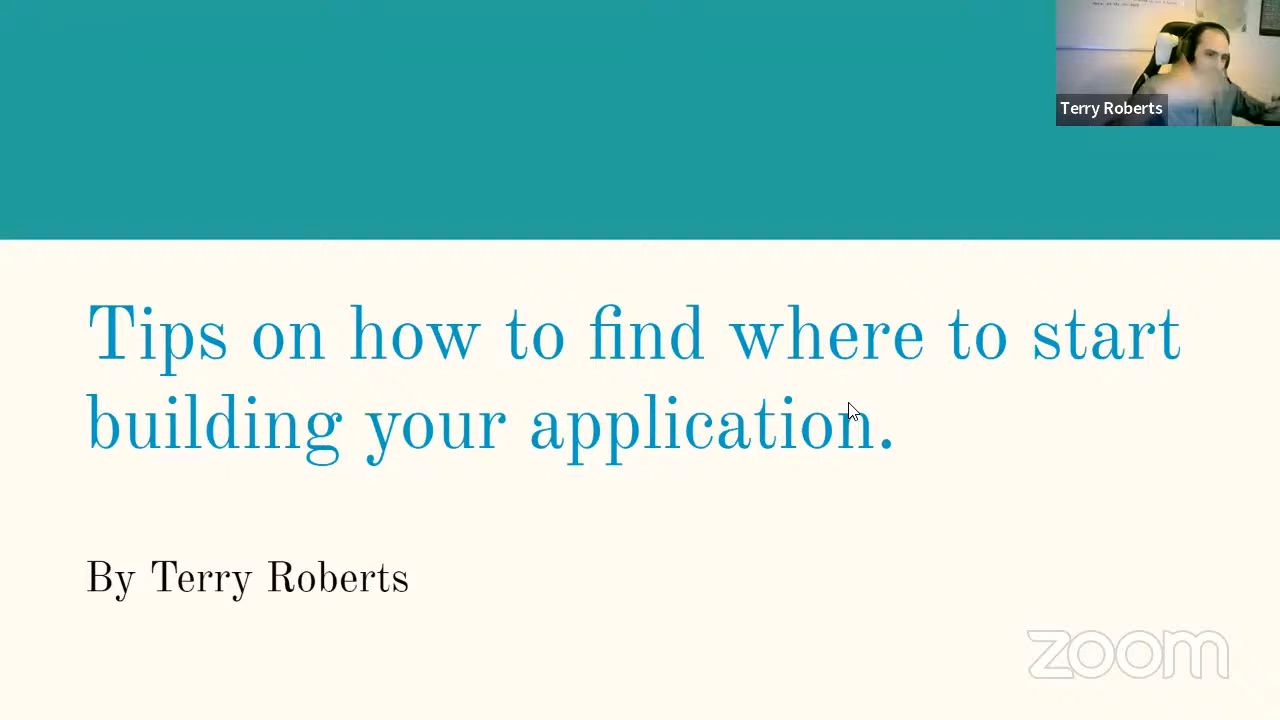 Terry Roberts
Tips on how to find where to start
building your application.
By Terry Roberts
zoom